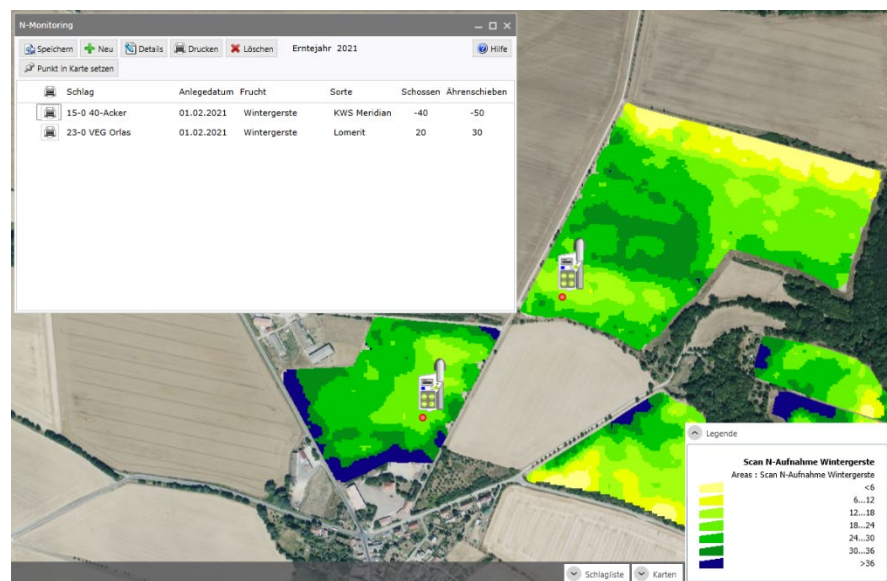 N-Monitoring
Speichern Neu Details Drucken Löschen Erntejahr 2021 Hilfe
Punkt in Karte setzen
Schlag Anlegedatum Frucht Sorte Schossen Ährenschieben
15-0 40-Acker 01.02.2021 Wintergerste KWS Meridian -40 -50
23-0 VEG Orlas 01.02.2021 Wintergerste Lomerit 20 30
Legende
Scan N-Aufnahme Wintergerste
Areas : Scan N-Aufnahme Wintergerste
<6
6...12
12...18
18...24
24...30
30...36
>36
Schlagliste Karten